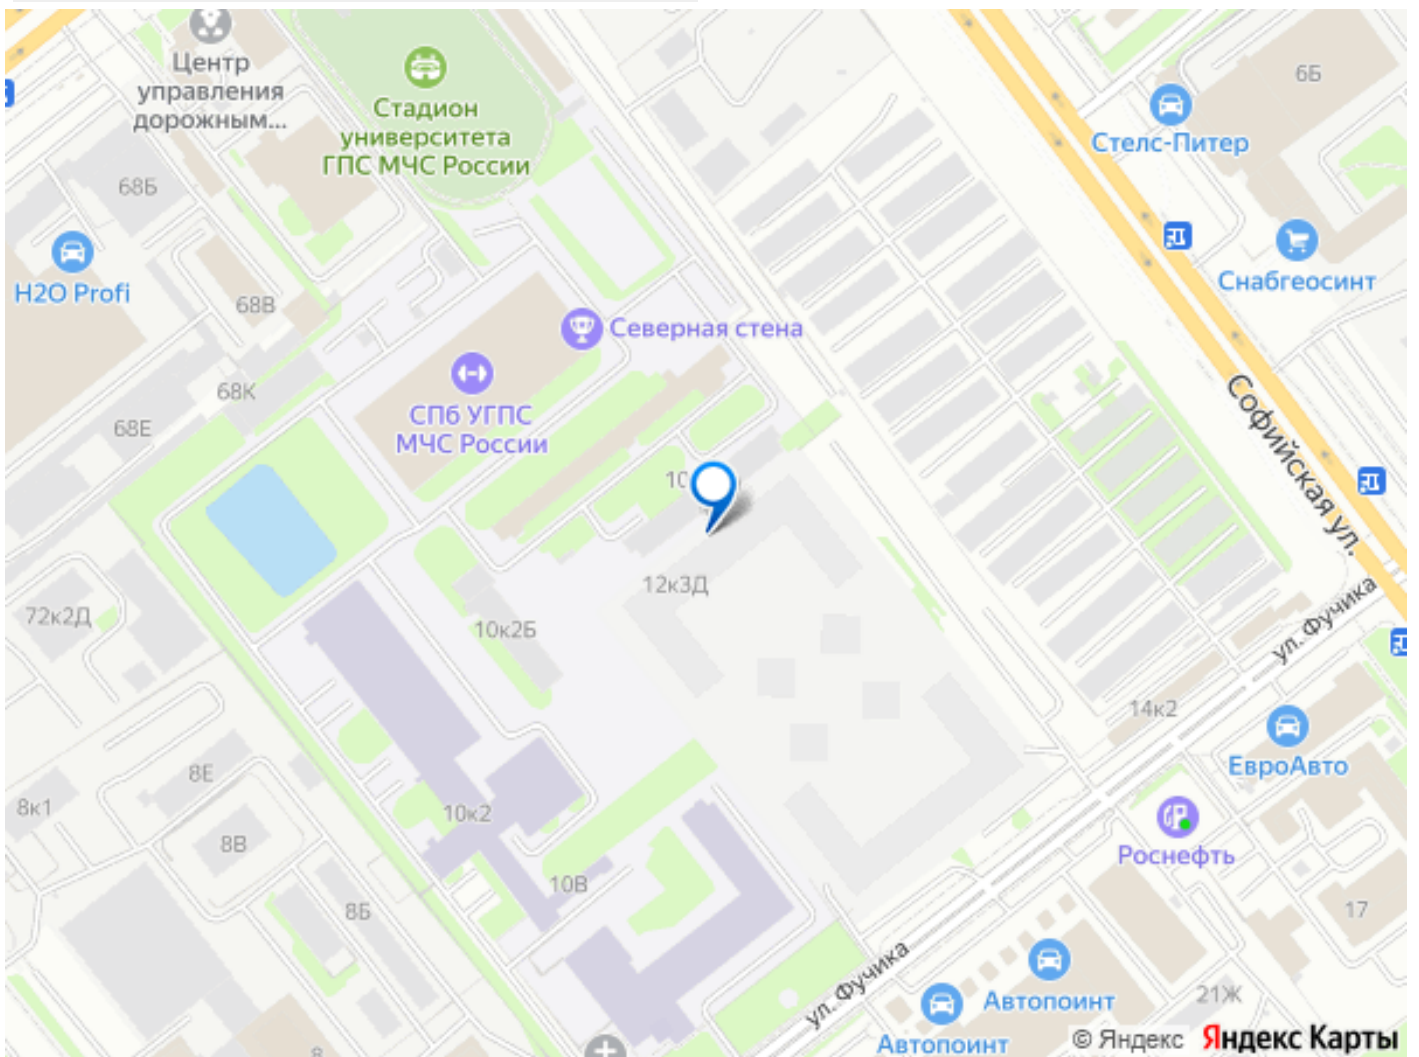 Центр
управления
дорожным...
Стадион
университета
ГПС МЧС России
6Б
Стелс-Питер
68Б
H2O Profi
68В
Снабгеосинт
Северная стена
68К
СПб УГПС
МЧС России
68Е
Софийская ул.
10
12к3Д
72к2Д
10к2Б
ул. Фучика
14к2
ЕвроАвто
8Е
8к1
10к2
8В
Роснефть
10В
8Б
17
ул. Фучика
Автопоинт
21Ж
Автопоинт
8
© Яндекс Яндекс Карты